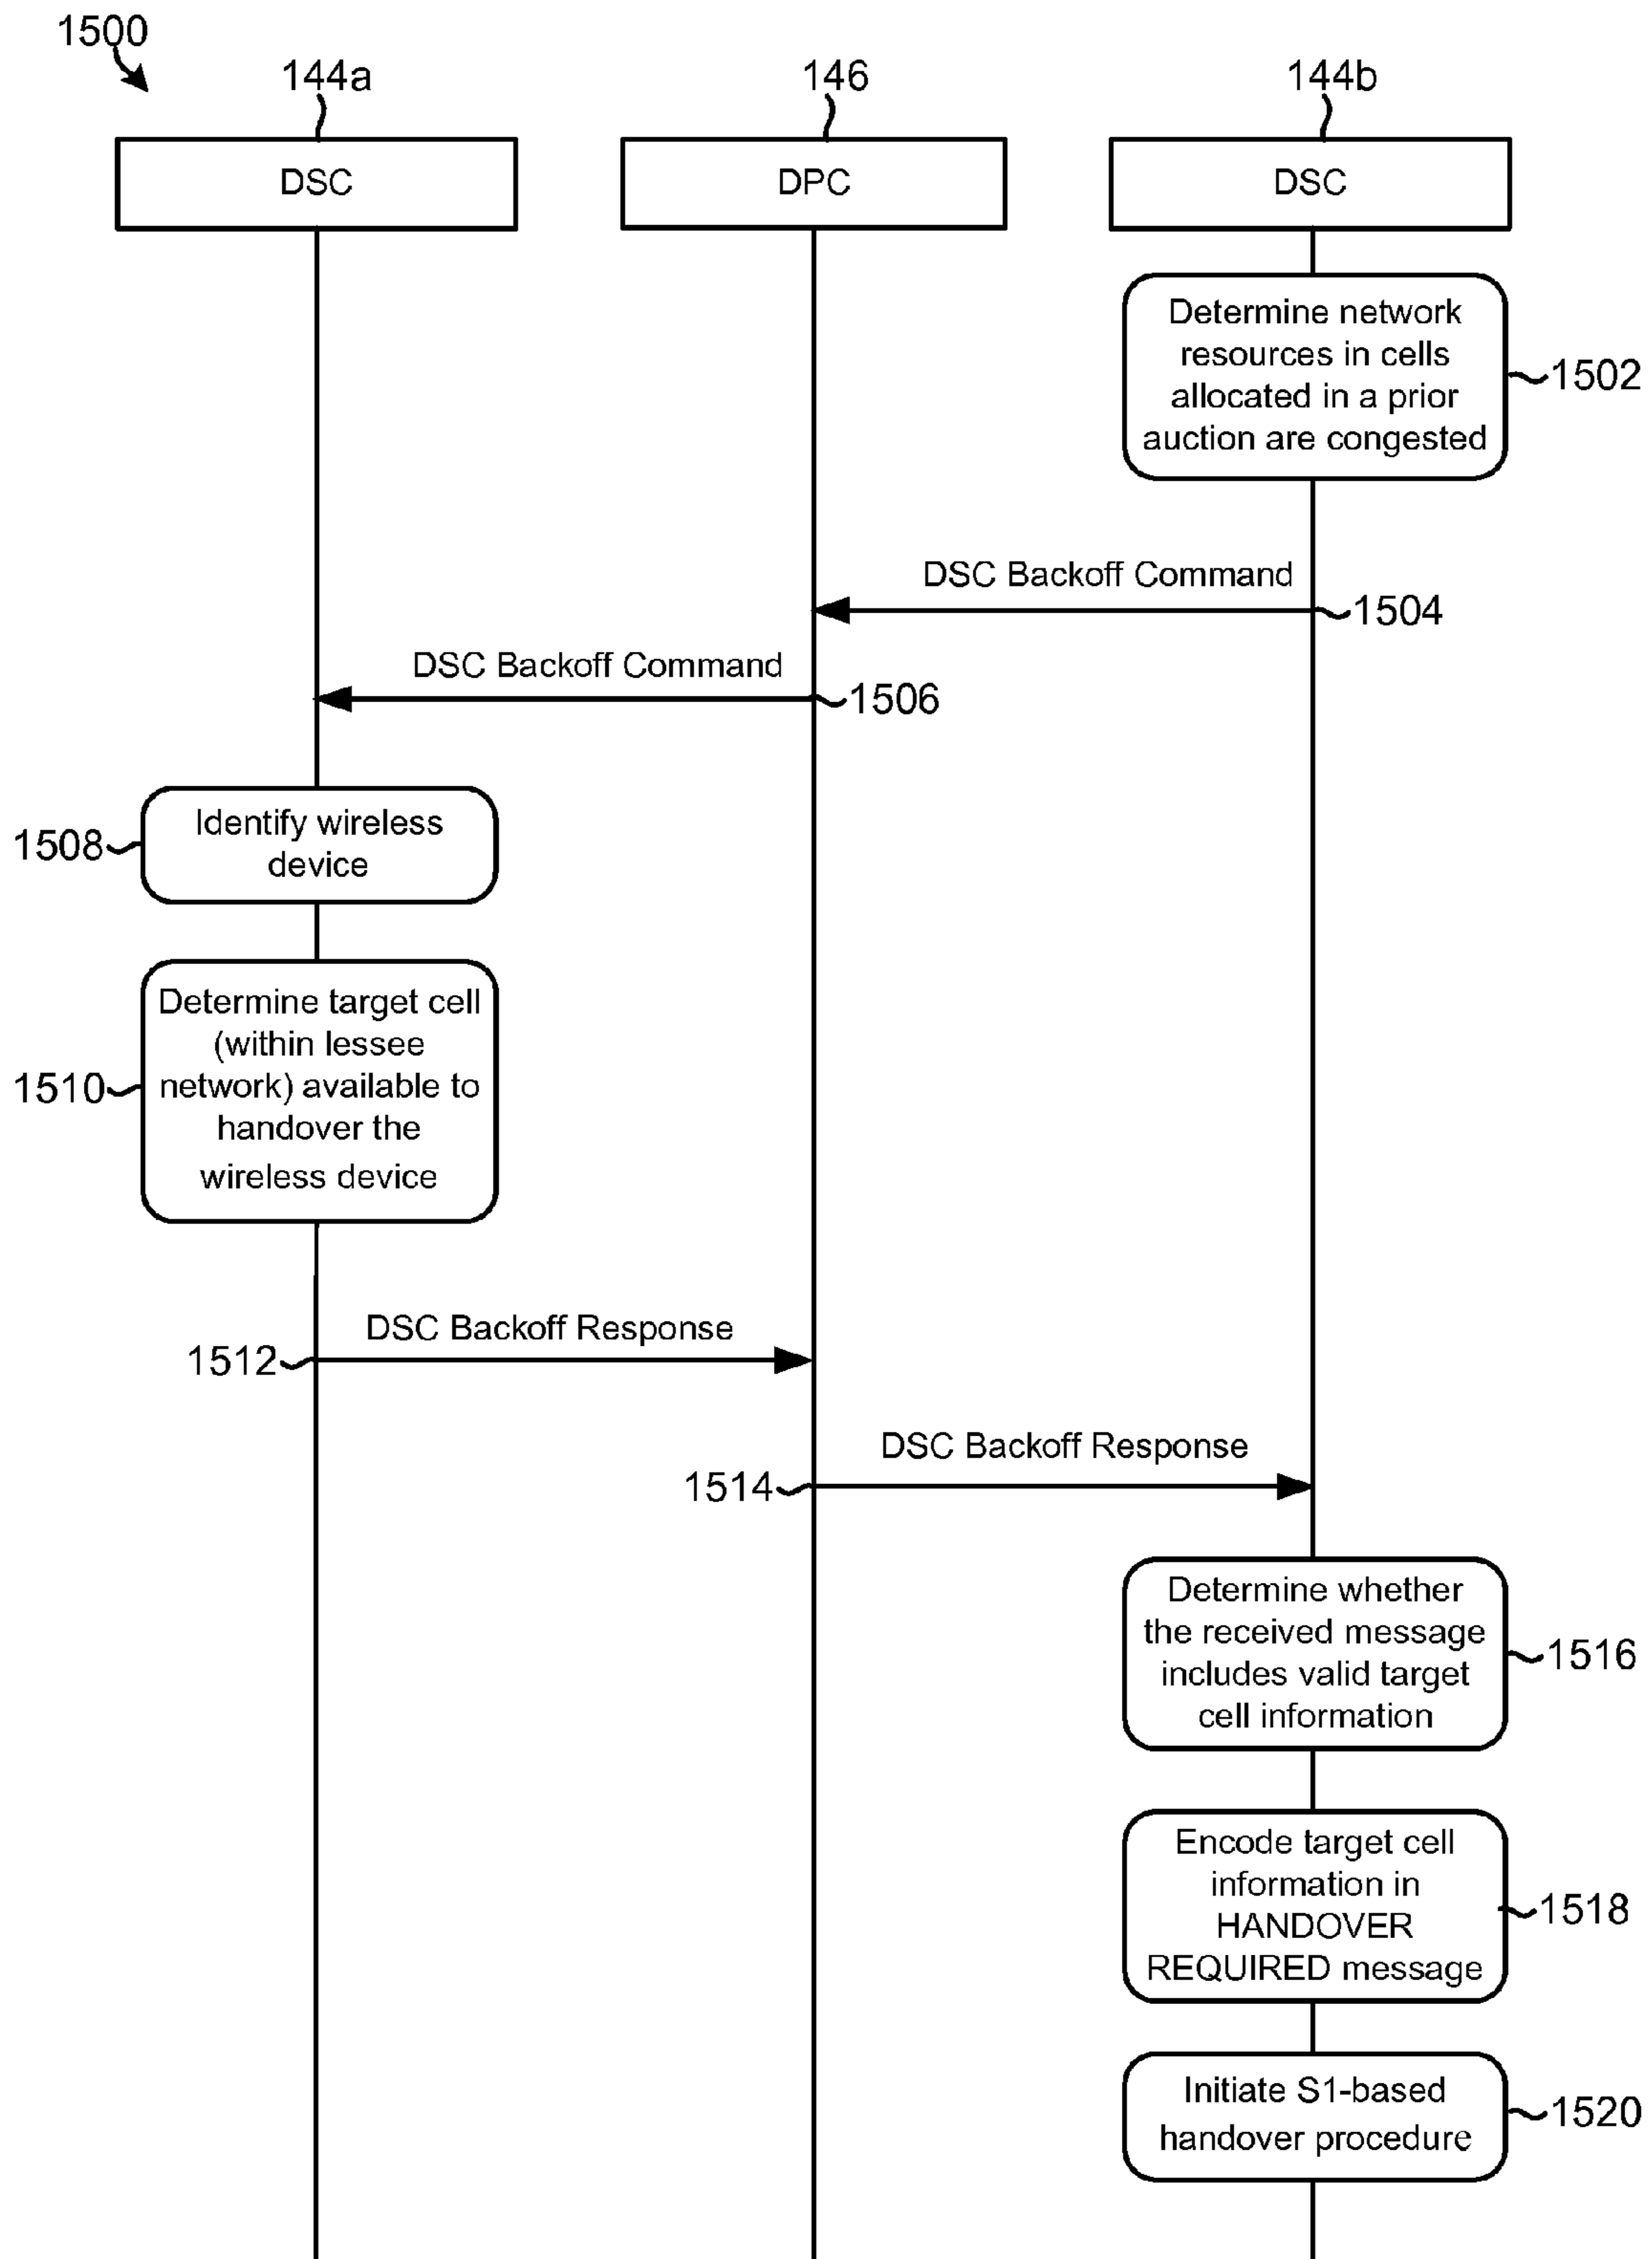 1500
144a
146
144b
DSC
DPC
DSC
Determine network
resources in cells
allocated in a prior
auction are congested
1502
DSC Backoff Command
1504
DSC Backoff Command
1506
1508
Identify wireless
device
1510
Determine target cell
(within lessee
network) available to
handover the
wireless device
DSC Backoff Response
1512
DSC Backoff Response
1514
Determine whether
the received message
includes valid target
cell information
1516
Encode target cell
information in
HANDOVER
REQUIRED message
1518
Initiate S1-based
handover procedure
1520